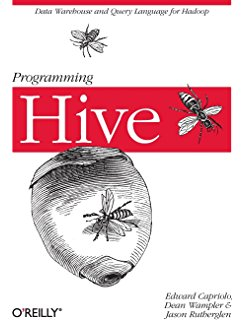 Data Warehouse and Query Language for Hadoop
Programming
Hive
Edward Capriolo,
Dean Wampler &
Jason Rutherglen
O'REILLY®